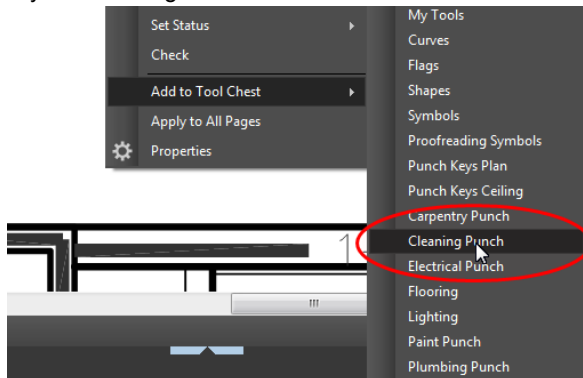 Set Status
Check
Add to Tool Chest
Apply to All Pages
Properties
My Tools
Curves
Flags
Shapes
Symbols
Proofreading Symbols
Punch Keys Plan
Punch Keys Ceiling
Carpentry Punch
Cleaning Punch
Electrical Punch
Flooring
Lighting
Paint Punch
Plumbing Punch